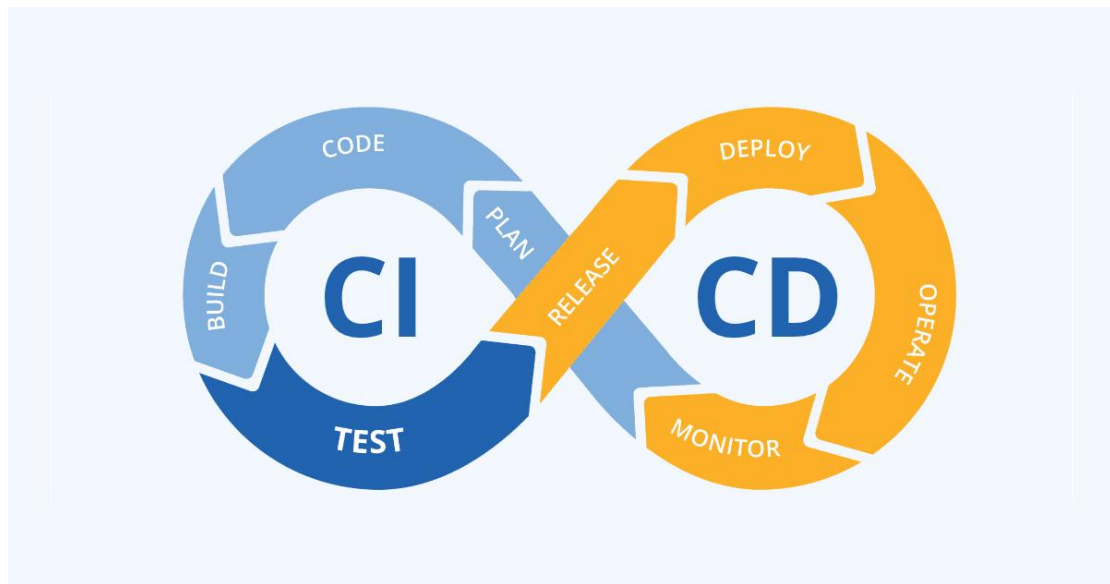 CODE
DEPLOY
PLAN
BUILD
CI
RELEASE
CD
OPERATE
TEST
MONITOR